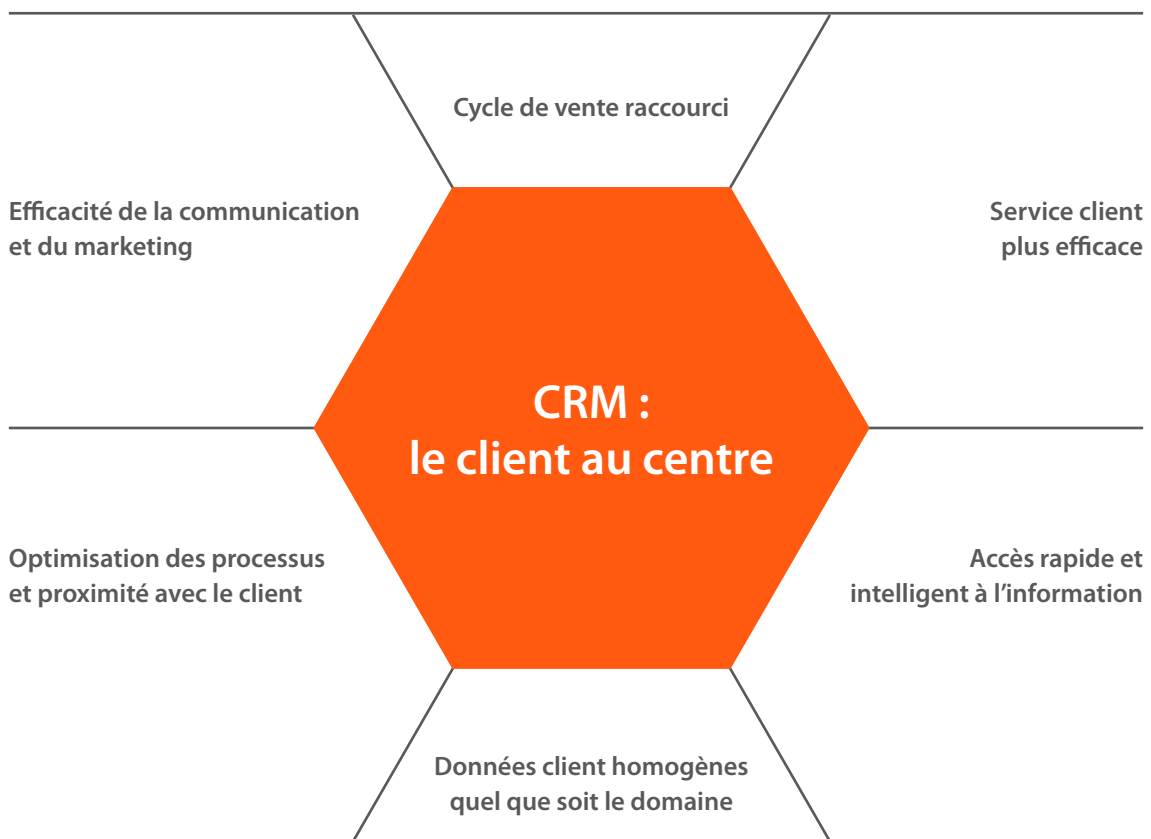 Cycle de vente raccourci
Efficacité de la communication
et du marketing
Service client
plus efficace
CRM :
le client au centre
Optimisation des processus
et proximité avec le client
Accès rapide et
intelligent à l'information
Données client homogènes
quel que soit le domaine